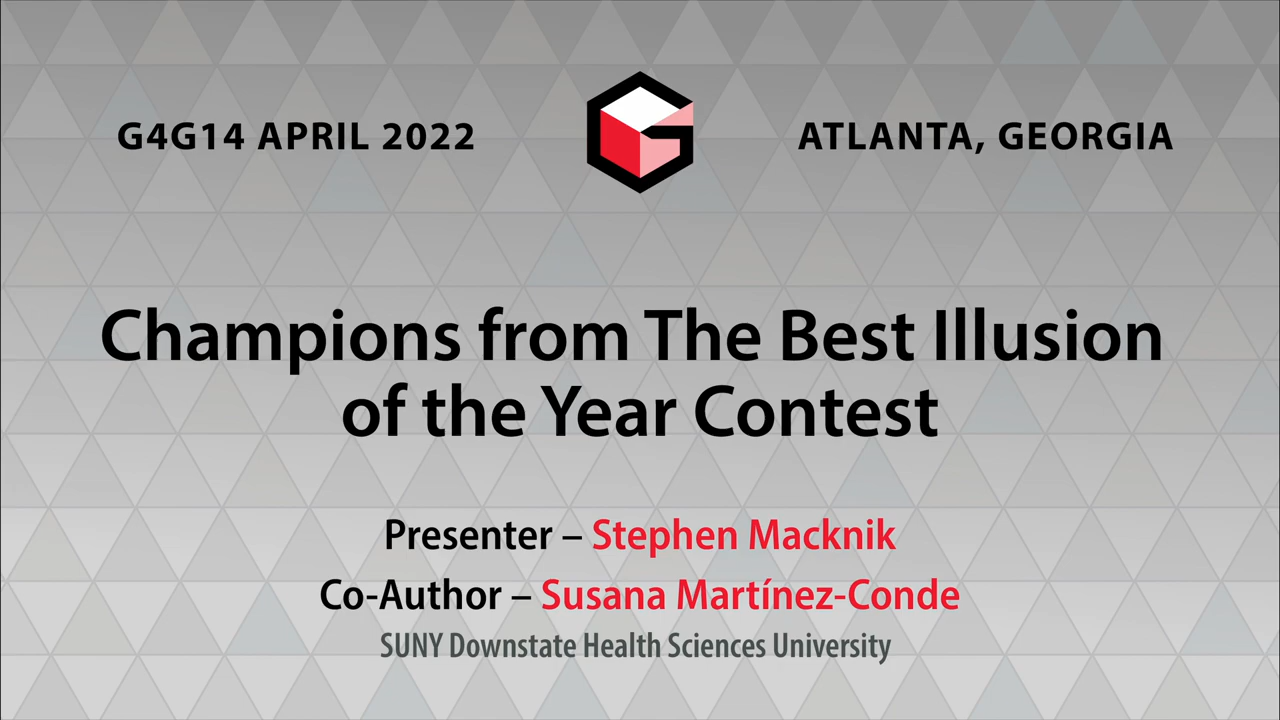 G4G14 APRIL 2022
ATLANTA, GEORGIA
Champions from The Best Illusion
of the Year Contest
Presenter – Stephen Macknik
Co-Author – Susana Martínez-Conde
SUNY Downstate Health Sciences University